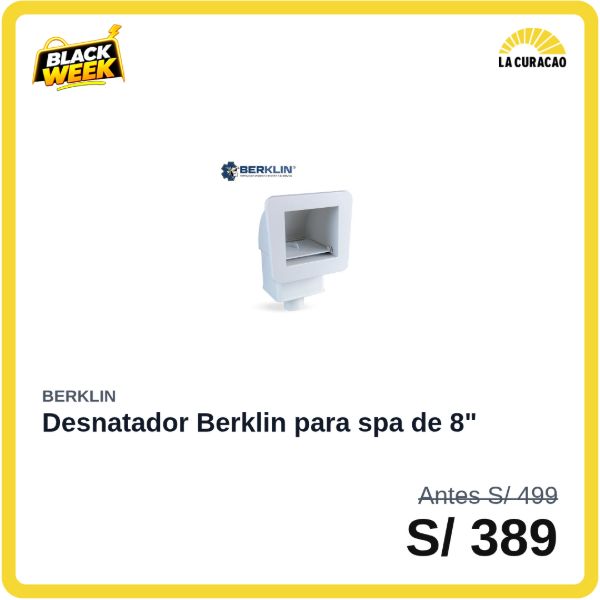 BLACK
WEEK
LA CURACAO
BERKLIN®
BERKLIN
Desnatador Berklin para spa de 8"
Antes S/ 499
S/ 389